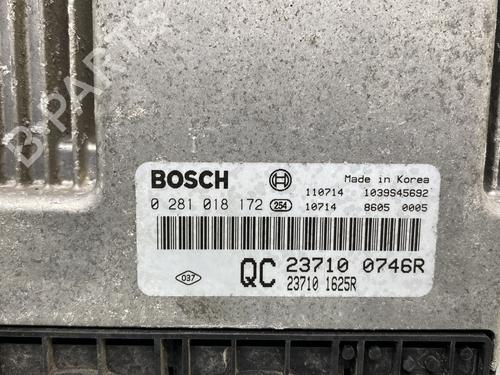 B-PARTS
BOSCH
Made in Korea
110714 1039S45692
0 281 018 172 254 10714 8605 0005
037
QC 23710 0746R
23710 1625R